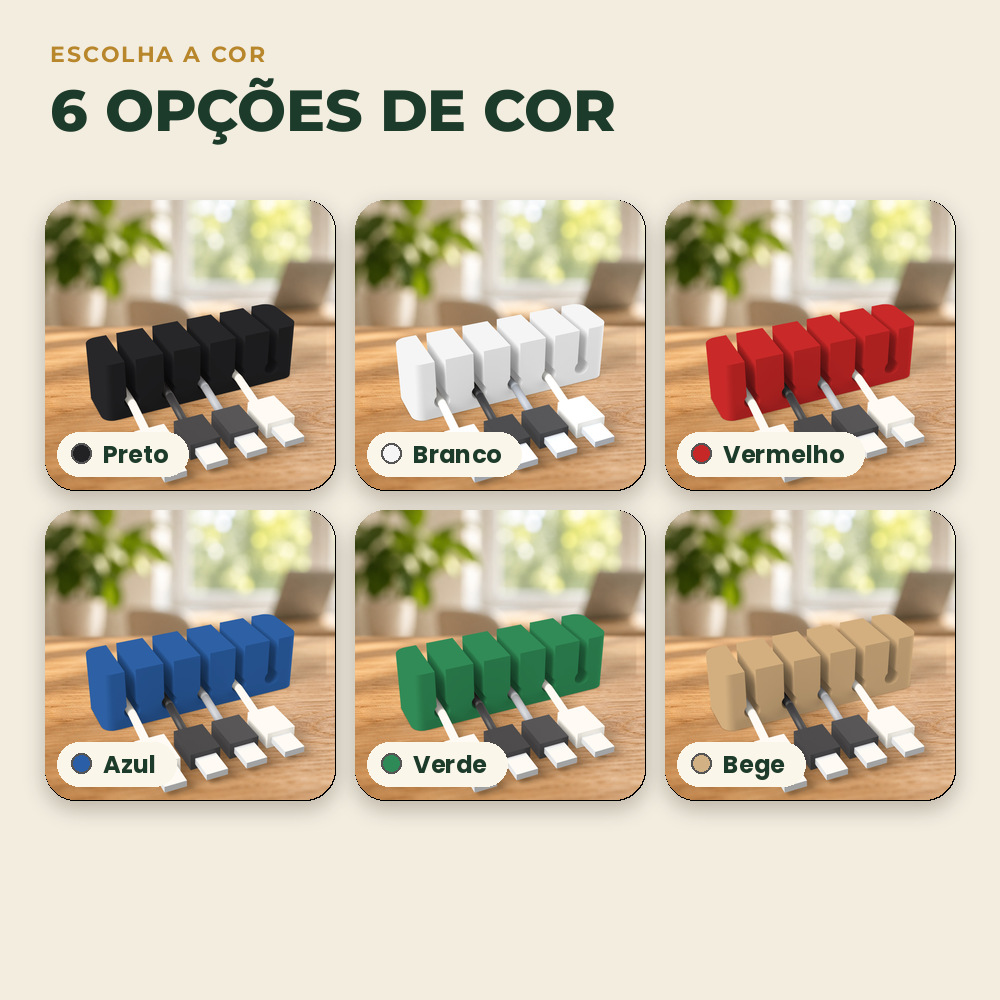 ESCOLHA A COR
6 OPÇÕES DE COR
Preto
Branco
Vermelho
Azul
Verde
Bege